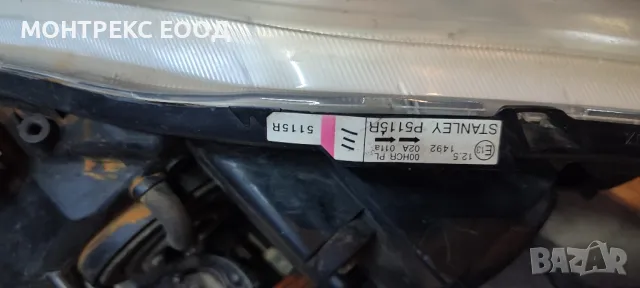 МОНТРЕКС ЕООД
5115R
STANLEY P5115R
E13 1492 02A 011a
12.5 00HCR PL
BAZAR